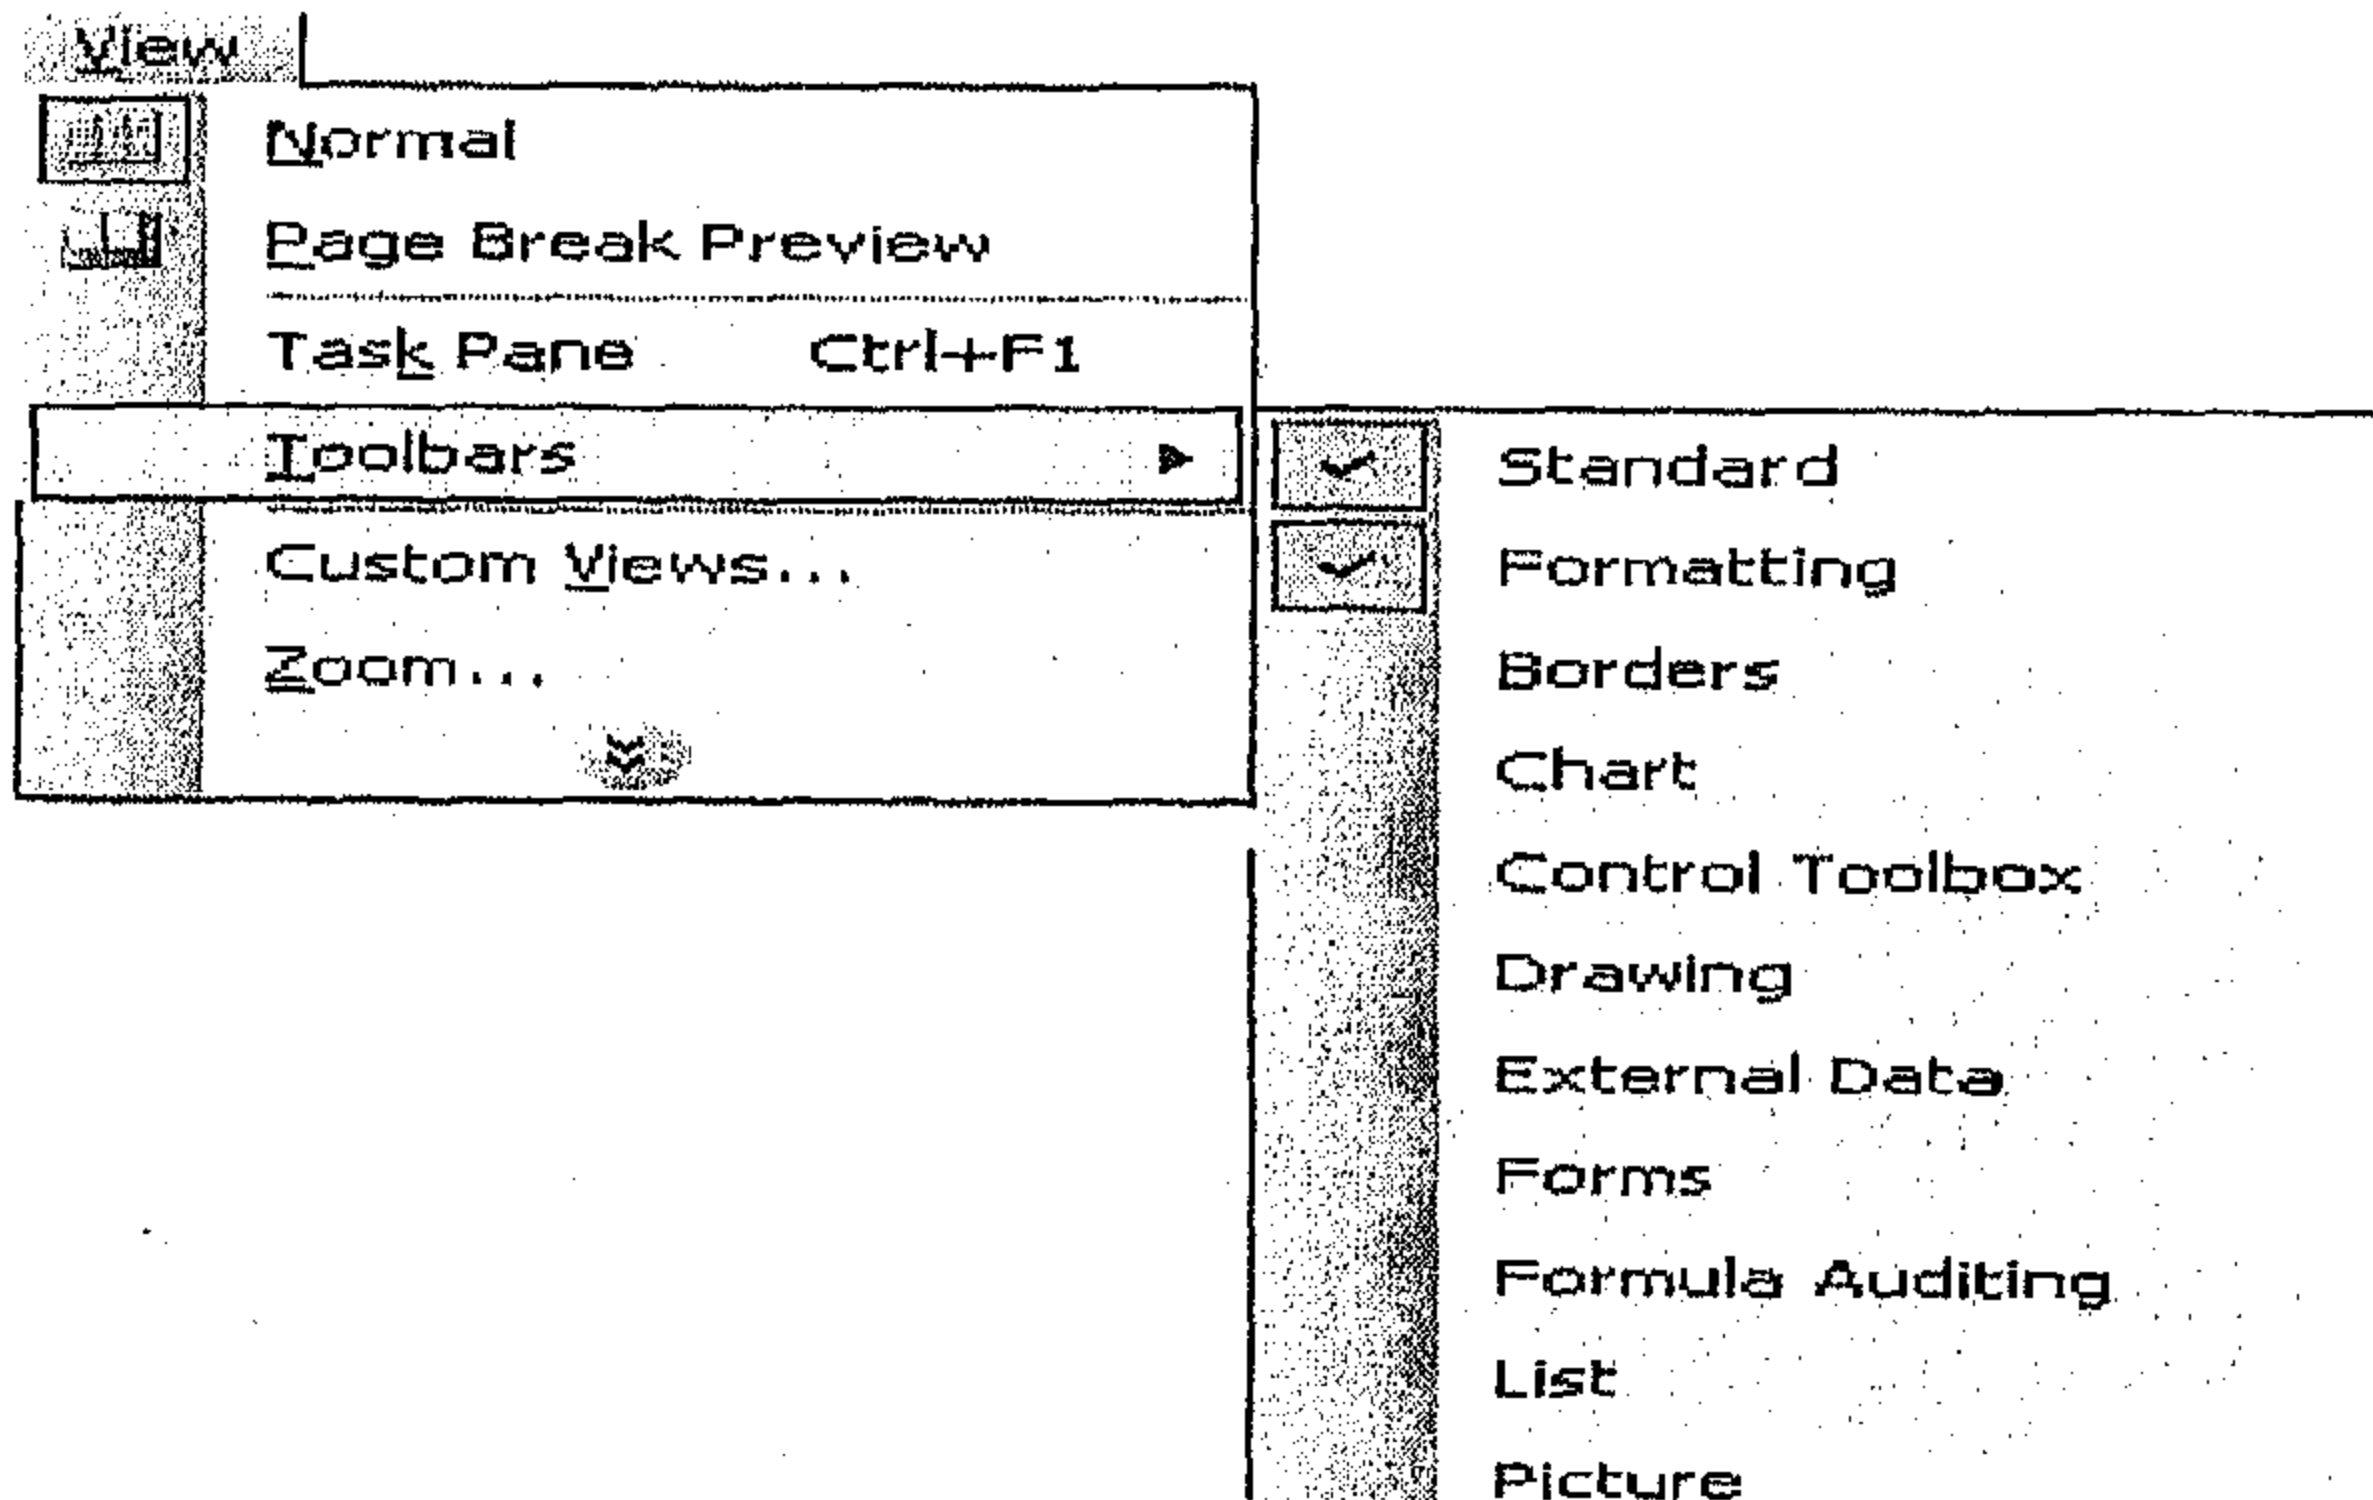 View
Normal
Page Break Preview
Task Pane Ctrl+F1
Toolbars
Custom Views...
Zoom...
Standard
Formatting
Borders
Chart
Control Toolbox
Drawing
External Data
Forms
Formula Auditing
List
Picture